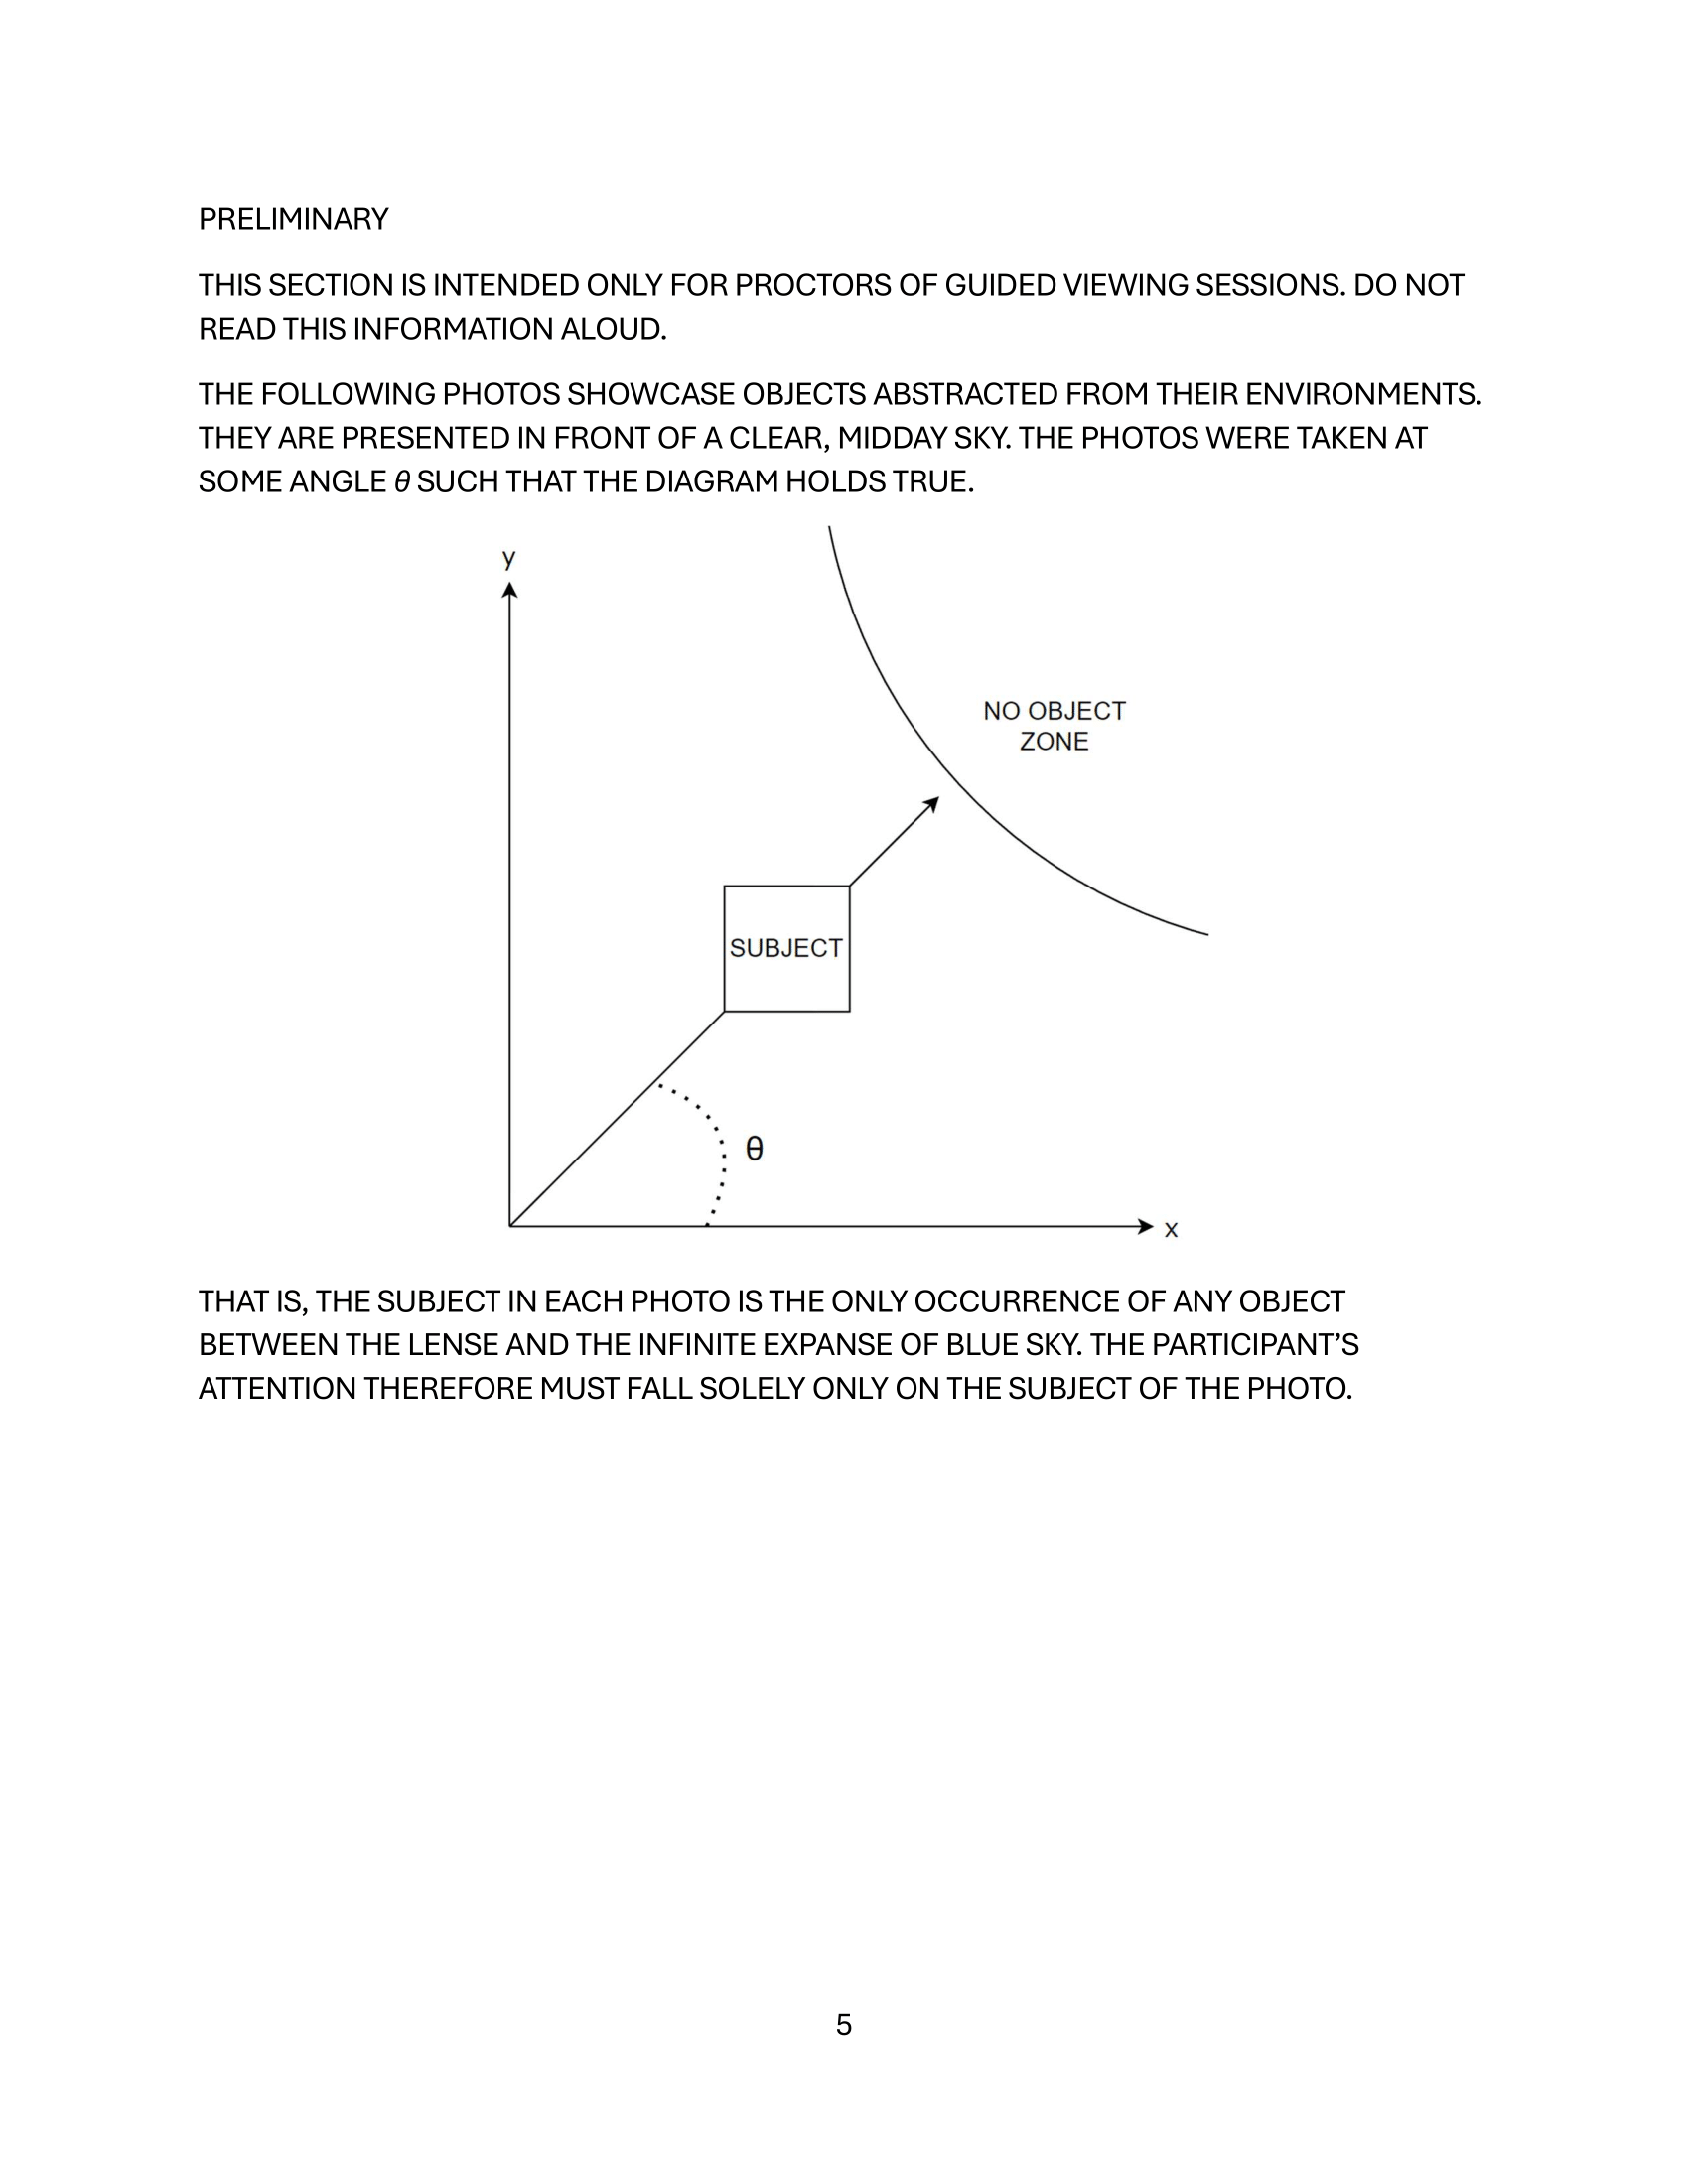 PRELIMINARY
THIS SECTION IS INTENDED ONLY FOR PROCTORS OF GUIDED VIEWING SESSIONS. DO NOT
READ THIS INFORMATION ALOUD.
THE FOLLOWING PHOTOS SHOWCASE OBJECTS ABSTRACTED FROM THEIR ENVIRONMENTS.
THEY ARE PRESENTED IN FRONT OF A CLEAR, MIDDAY SKY. THE PHOTOS WERE TAKEN AT
SOME ANGLE θ SUCH THAT THE DIAGRAM HOLDS TRUE.
y
NO OBJECT
ZONE
SUBJECT
θ
x
THAT IS, THE SUBJECT IN EACH PHOTO IS THE ONLY OCCURRENCE OF ANY OBJECT
BETWEEN THE LENSE AND THE INFINITE EXPANSE OF BLUE SKY. THE PARTICIPANT’S
ATTENTION THEREFORE MUST FALL SOLELY ONLY ON THE SUBJECT OF THE PHOTO.
5